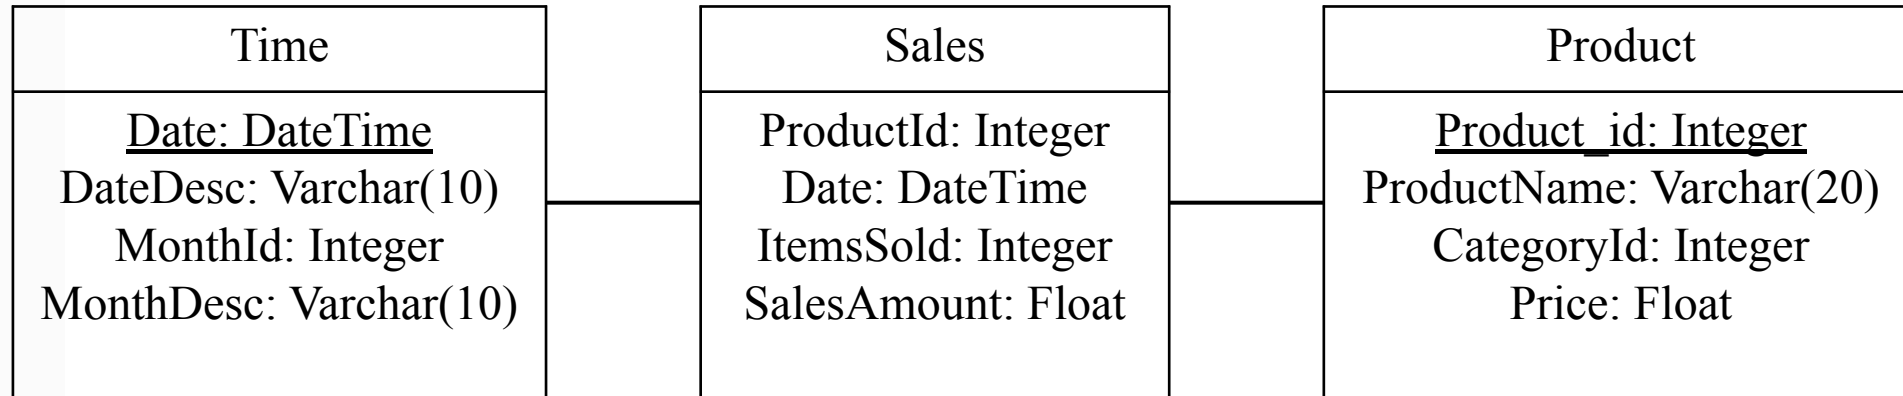 Time
Date: DateTime
DateDesc: Varchar(10)
MonthId: Integer
MonthDesc: Varchar(10)
Sales
ProductId: Integer
Date: DateTime
ItemsSold: Integer
SalesAmount: Float
Product
Product_id: Integer
ProductName: Varchar(20)
CategoryId: Integer
Price: Float